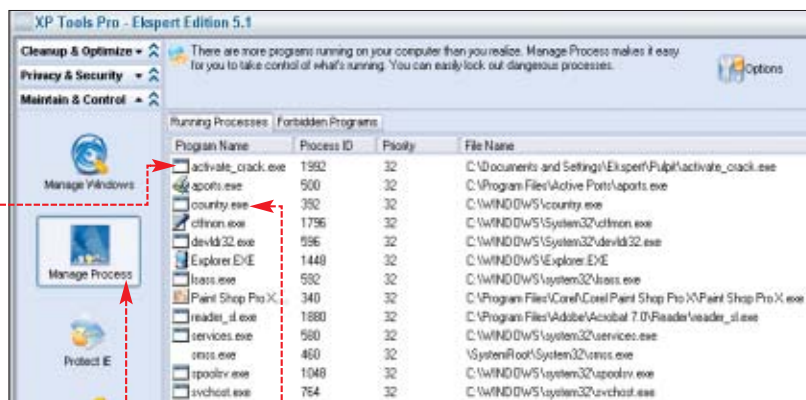 XP Tools Pro - Ekspert Edition 5.1
Cleanup & Optimize
Privacy & Security
Maintain & Control
There are more programs running on your computer than you realize. Manage Process makes it easy
for you to take control of what's running. You can easily lock out dangerous processes.
Options
Manage Windows
Manage Process
Protect IE
Running Processes Forbidden Programs
Program Name Process ID Priority File Name
activate_crack.exe 1992 32 C:\Documents and Settings\Ekspert\Pulpit\activate_crack.exe
aports.exe 500 32 C:\Program Files\Active Ports\aports.exe
country.exe 392 32 C:\WINDOWS\country.exe
ctfmon.exe 1796 32 C:\WINDOWS\System32\ctfmon.exe
devldr32.exe 596 32 C:\WINDOWS\System32\devldr32.exe
Explorer.EXE 1448 32 C:\WINDOWS\Explorer.EXE
lsass.exe 592 32 C:\WINDOWS\system32\lsass.exe
Paint Shop Pro X. 340 32 C:\Program Files\Corel\Corel Paint Shop Pro X\Paint Shop Pro X.exe
reader_sl.exe 1880 32 C:\Program Files\Adobe\Acrobat 7.0\Reader\reader_sl.exe
services.exe 580 32 C:\WINDOWS\system32\services.exe
smss.exe 460 32 \SystemRoot\System32\smss.exe
spoolsv.exe 1048 32 C:\WINDOWS\system32\spoolsv.exe
svchost.exe 764 32 C:\WINDOWS\system32\svchost.exe